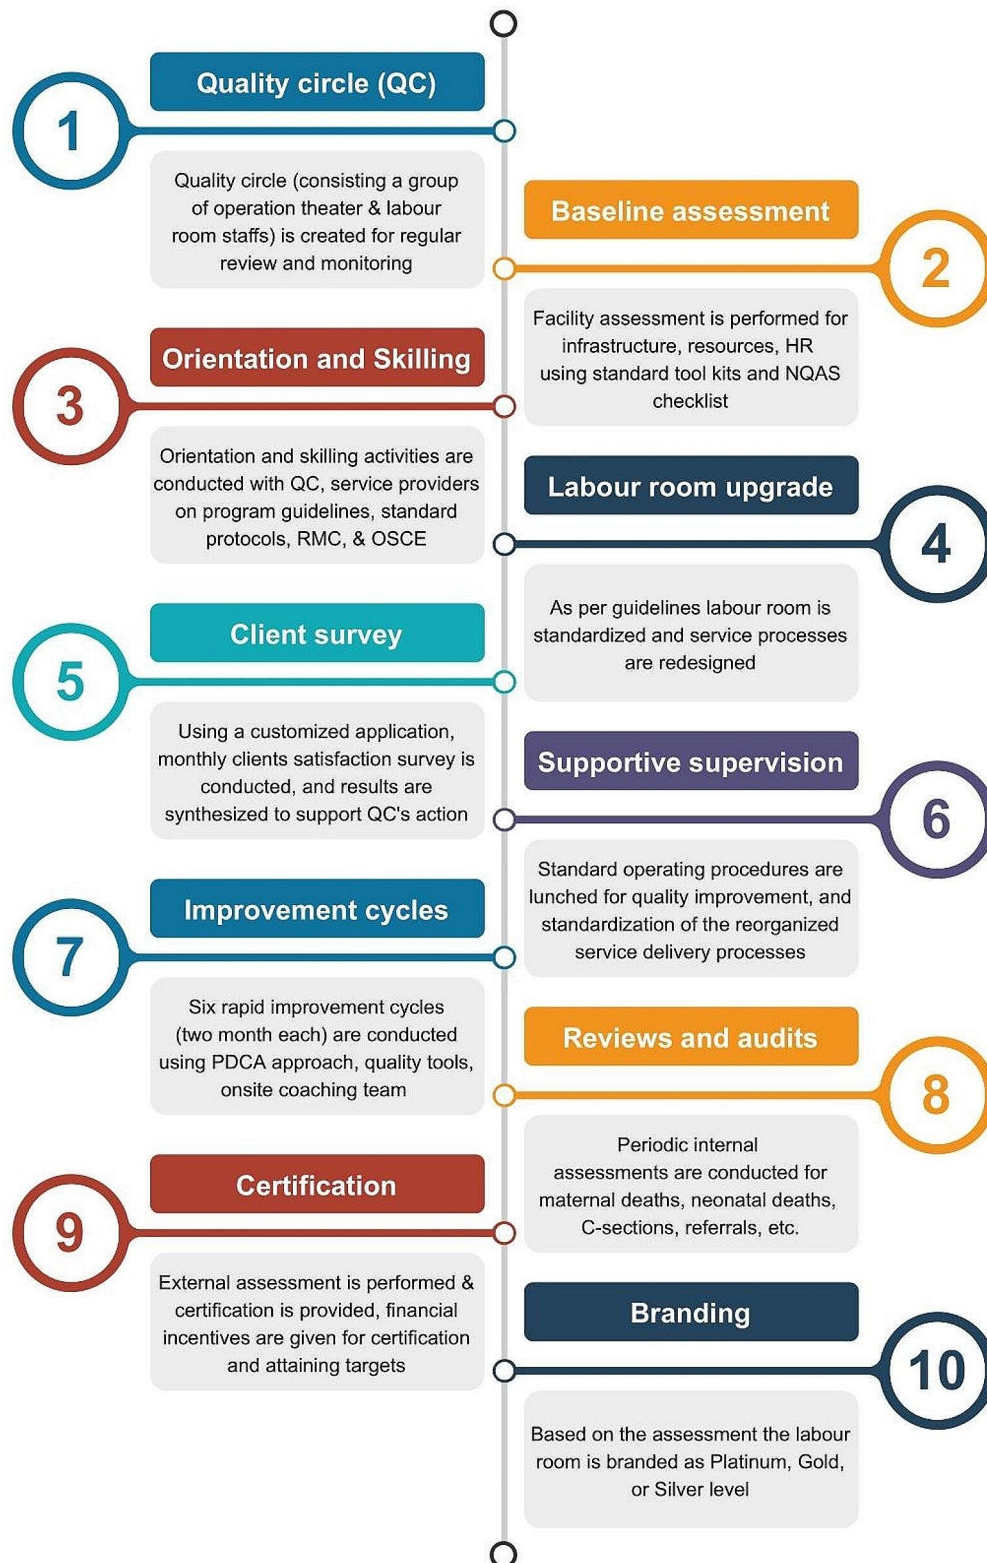 1
Quality circle (QC)
Quality circle (consisting a group
of operation theater & labour
room staffs) is created for regular
review and monitoring
2
Baseline assessment
Facility assessment is performed for
infrastructure, resources, HR
using standard tool kits and NQAS
checklist
3
Orientation and Skilling
Orientation and skilling activities are
conducted with QC, service providers
on program guidelines, standard
protocols, RMC, & OSCE
4
Labour room upgrade
As per guidelines labour room is
standardized and service processes
are redesigned
5
Client survey
Using a customized application,
monthly clients satisfaction survey is
conducted, and results are
synthesized to support QC's action
6
Supportive supervision
Standard operating procedures are
lunched for quality improvement, and
standardization of the reorganized
service delivery processes
7
Improvement cycles
Six rapid improvement cycles
(two month each) are conducted
using PDCA approach, quality tools,
onsite coaching team
8
Reviews and audits
Periodic internal
assessments are conducted for
maternal deaths, neonatal deaths,
C-sections, referrals, etc.
9
Certification
External assessment is performed &
certification is provided, financial
incentives are given for certification
and attaining targets
10
Branding
Based on the assessment the labour
room is branded as Platinum, Gold,
or Silver level